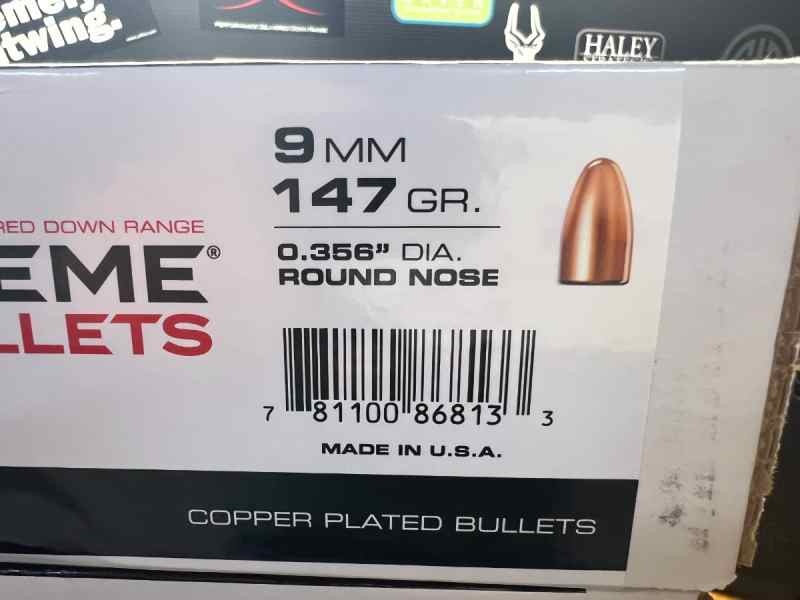 twing.
HALEY
9 MM
147 GR.
0.356" DIA.
ROUND NOSE
RED DOWN RANGE
EME®
LLETS
7 81100 86813 3
MADE IN U.S.A.
COPPER PLATED BULLETS